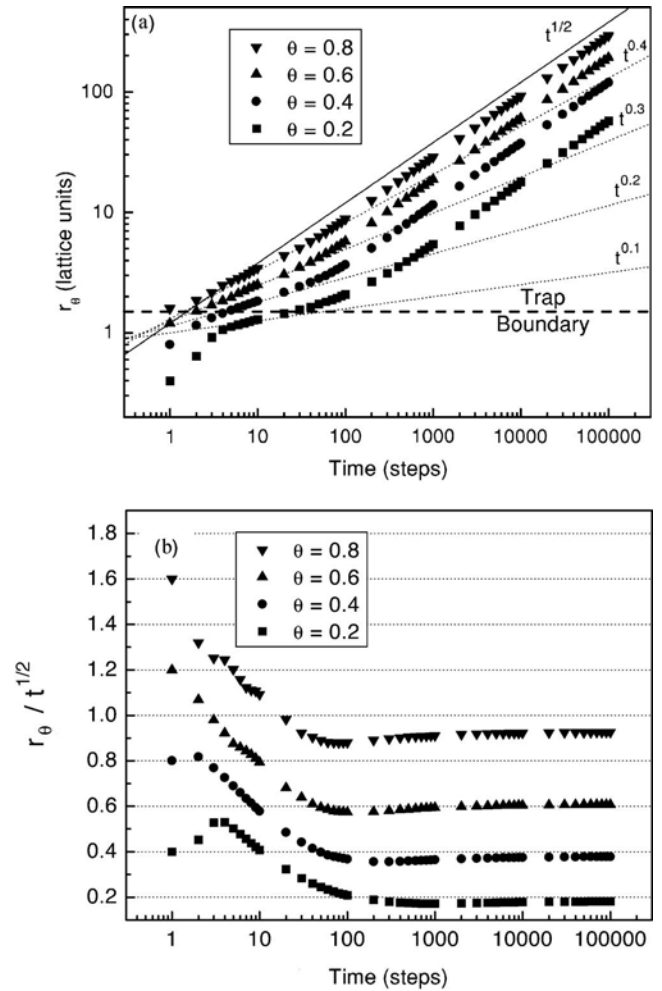 (a)
θ = 0.8
θ = 0.6
θ = 0.4
θ = 0.2
t^1/2
t^0.4
t^0.3
t^0.2
t^0.1
Trap
Boundary
100
10
1
r_θ (lattice units)
1 10 100 1000 10000 100000
Time (steps)
(b)
θ = 0.8
θ = 0.6
θ = 0.4
θ = 0.2
1.8
1.6
1.4
1.2
1.0
0.8
0.6
0.4
0.2
r_θ / t^1/2
1 10 100 1000 10000 100000
Time (steps)